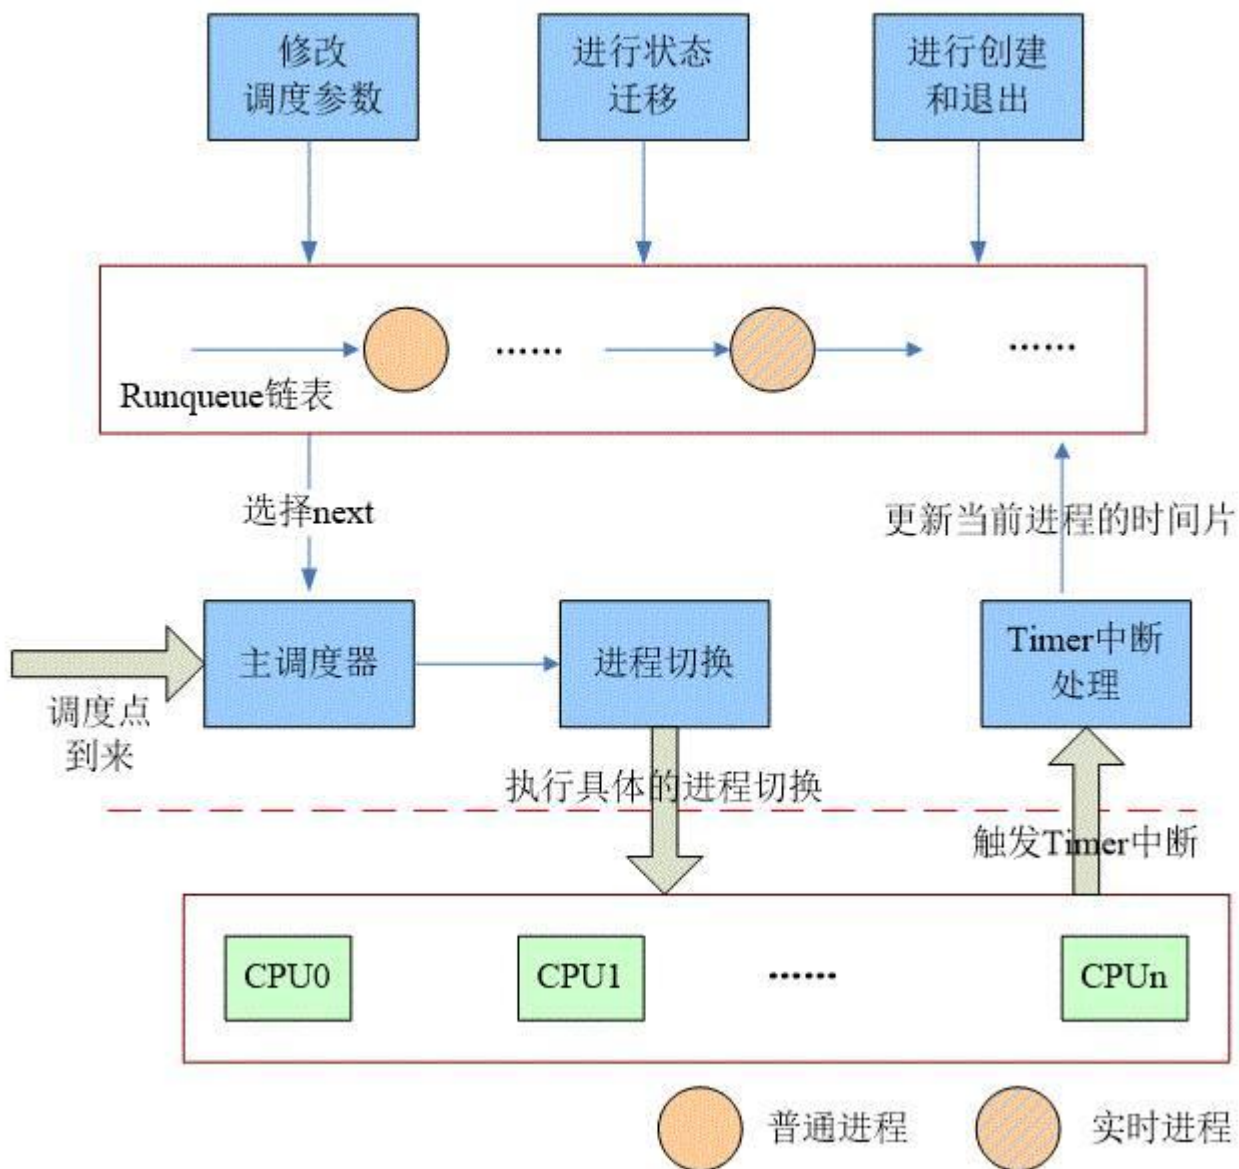 修改
调度参数
进行状态
迁移
进行创建
和退出
······
······
Runqueue链表
选择next
更新当前进程的时间片
主调度器
进程切换
Timer中断
处理
调度点
到来
执行具体的进程切换
触发Timer中断
CPU0
CPU1
······
CPUn
普通进程
实时进程